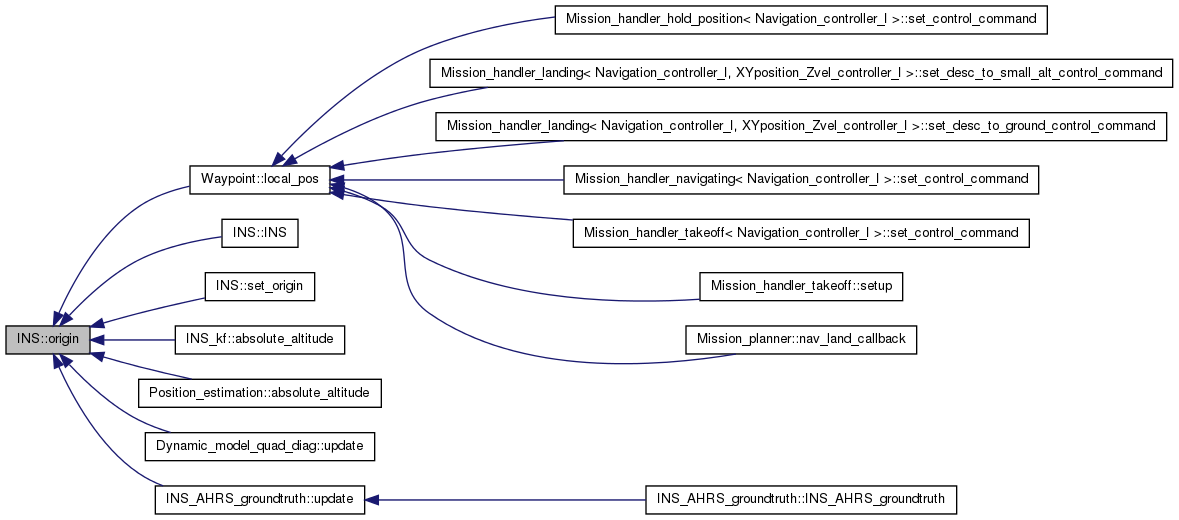 Mission_handler_hold_position< Navigation_controller_I >::set_control_command
Mission_handler_landing< Navigation_controller_I, XYposition_Zvel_controller_I >::set_desc_to_small_alt_control_command
Mission_handler_landing< Navigation_controller_I, XYposition_Zvel_controller_I >::set_desc_to_ground_control_command
Waypoint::local_pos
Mission_handler_navigating< Navigation_controller_I >::set_control_command
INS::INS
Mission_handler_takeoff< Navigation_controller_I >::set_control_command
INS::set_origin
Mission_handler_takeoff::setup
INS::origin
INS_kf::absolute_altitude
Mission_planner::nav_land_callback
Position_estimation::absolute_altitude
Dynamic_model_quad_diag::update
INS_AHRS_groundtruth::update
INS_AHRS_groundtruth::INS_AHRS_groundtruth